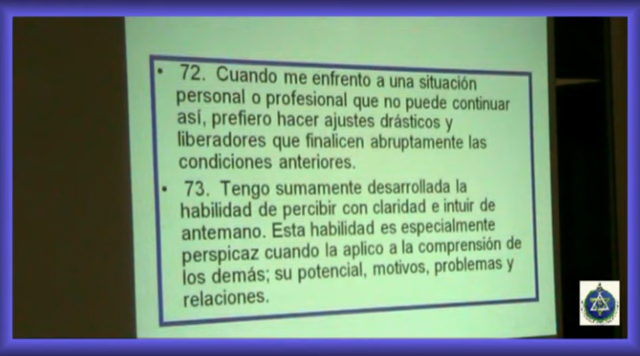 • 72. Cuando me enfrento a una situación
personal o profesional que no puede continuar
así, prefiero hacer ajustes drásticos y
liberadores que finalicen abruptamente las
condiciones anteriores.
• 73. Tengo sumamente desarrollada la
habilidad de percibir con claridad e intuir de
antemano. Esta habilidad es especialmente
perspicaz cuando la aplico a la comprensión de
los demás; su potencial, motivos, problemas y
relaciones.